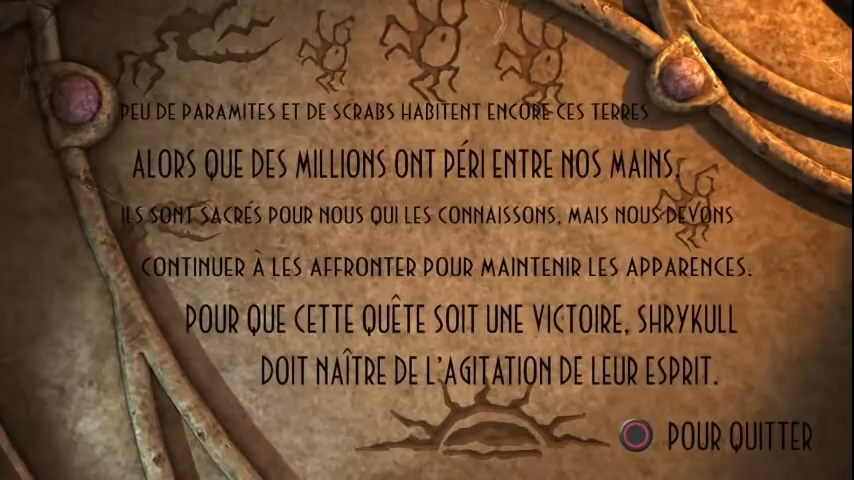 PEU DE PARAMITES ET DE SCRABS HABITENT ENCORE CES TERRES
ALORS QUE DES MILLIONS ONT PÉRI ENTRE NOS MAINS.
ILS SONT SACRÉS POUR NOUS QUI LES CONNAISSONS, MAIS NOUS DEVONS
CONTINUER À LES AFFRONTER POUR MAINTENIR LES APPARENCES.
POUR QUE CETTE QUÊTE SOIT UNE VICTOIRE, SHRYKULL
DOIT NAÎTRE DE L'AGITATION DE LEUR ESPRIT.
POUR QUITTER